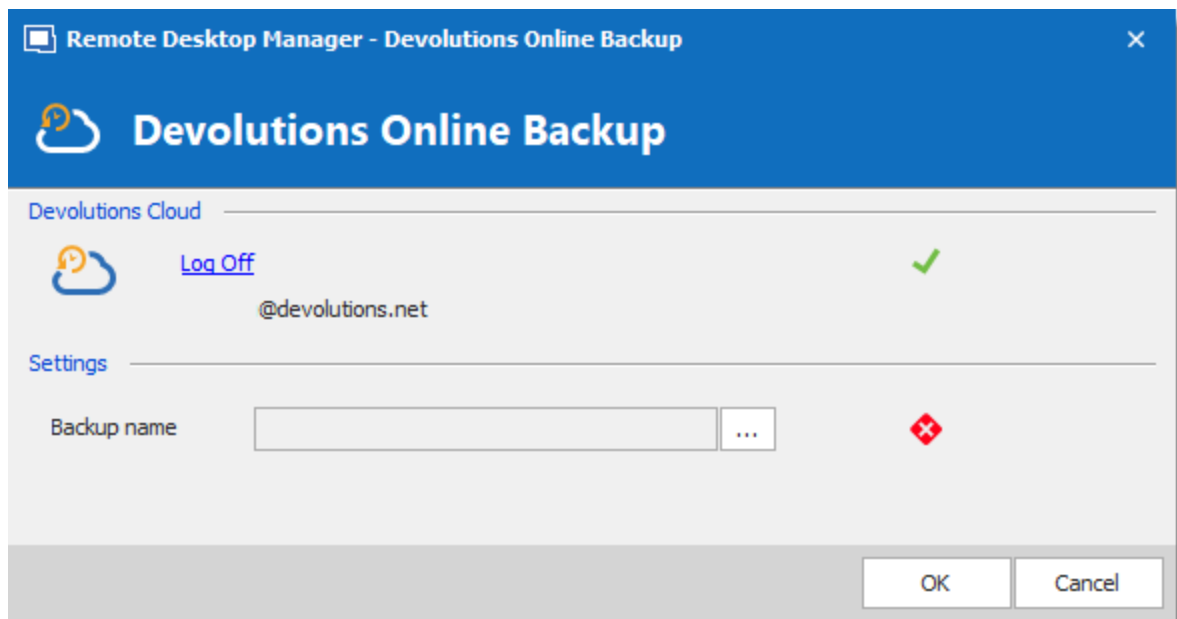 Remote Desktop Manager - Devolutions Online Backup
Devolutions Online Backup
Devolutions Cloud
Log Off
@devolutions.net
Settings
Backup name
...
OK Cancel